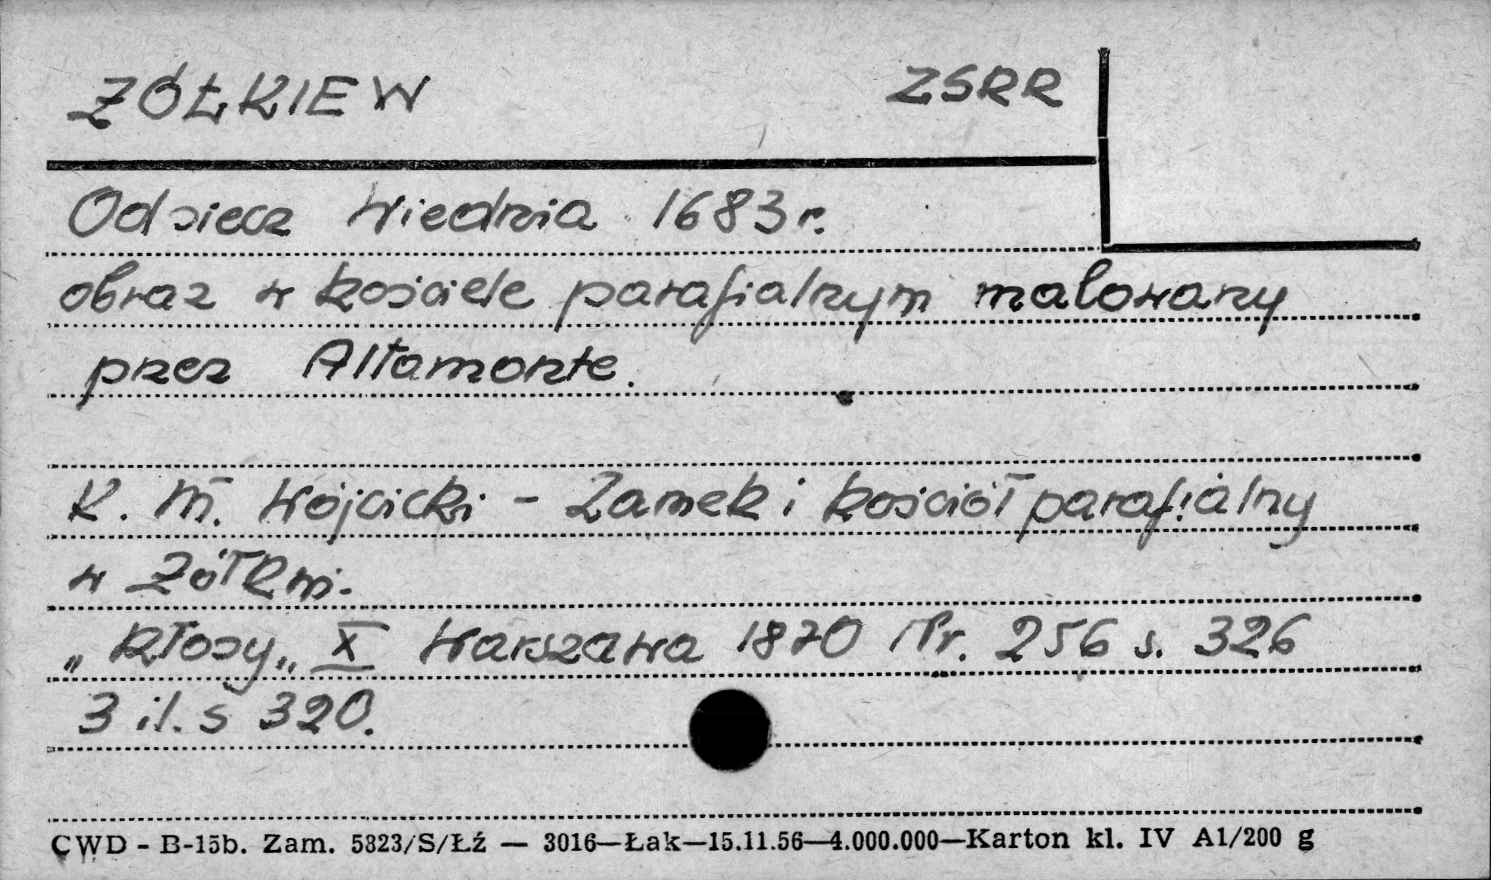 ŻÓŁKIEW ZSRR
Odsiecz Wiednia 1683 r.
obraz w kościele parafialnym malowany
przez Altamonte.
K. M. Wójcicki - Zamek i kościół parafialny
w Żółkwi.
„Kłosy„ X Warszawa 1870 Nr. 256 s. 326
3 il. s 320.
CWD - B-15b. Zam. 5823/S/Łź — 3016—Łak—15.11.56—4.000.000—Karton kl. IV A1/200 g